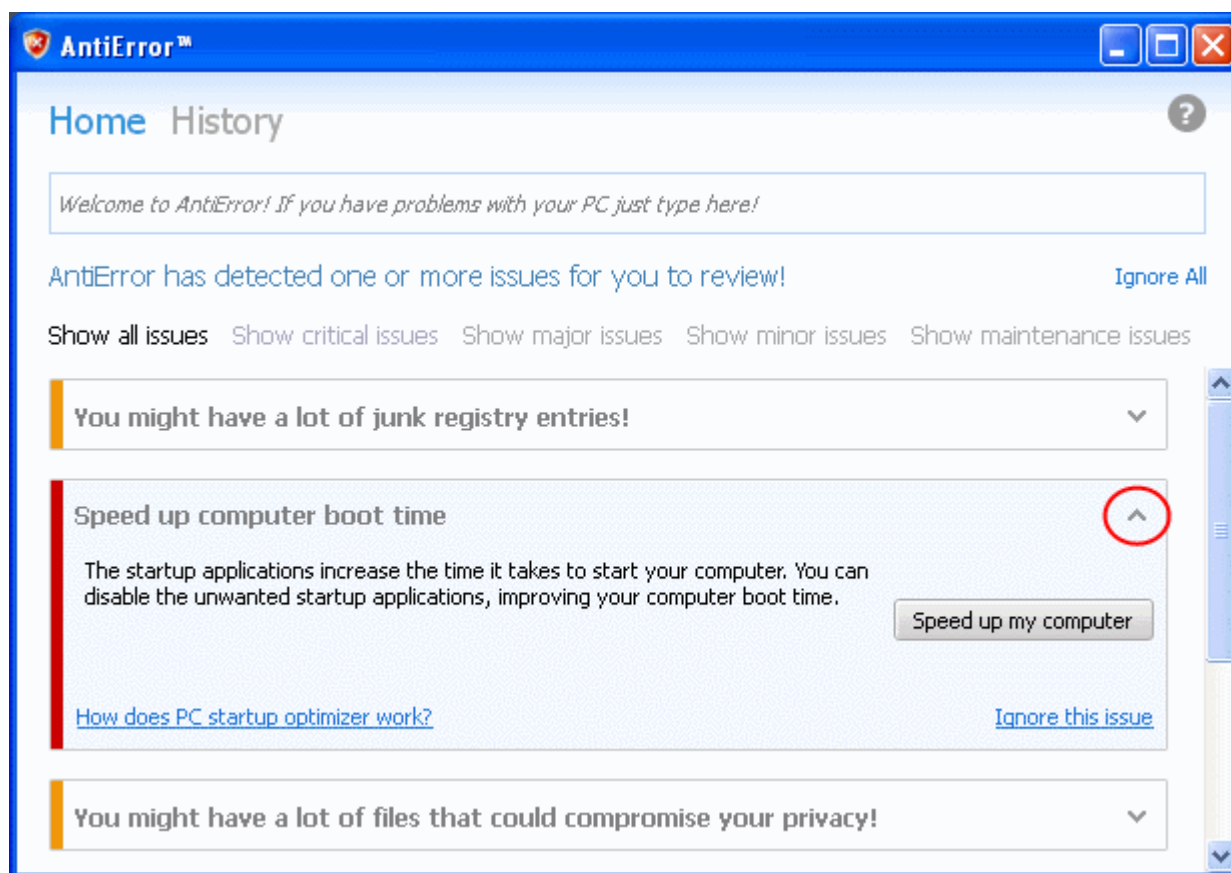 AntiError™
Home History
Welcome to AntiError! If you have problems with your PC just type here!
AntiError has detected one or more issues for you to review! Ignore All
Show all issues Show critical issues Show major issues Show minor issues Show maintenance issues
You might have a lot of junk registry entries!
Speed up computer boot time
The startup applications increase the time it takes to start your computer. You can
disable the unwanted startup applications, improving your computer boot time.
Speed up my computer
How does PC startup optimizer work? Ignore this issue
You might have a lot of files that could compromise your privacy!